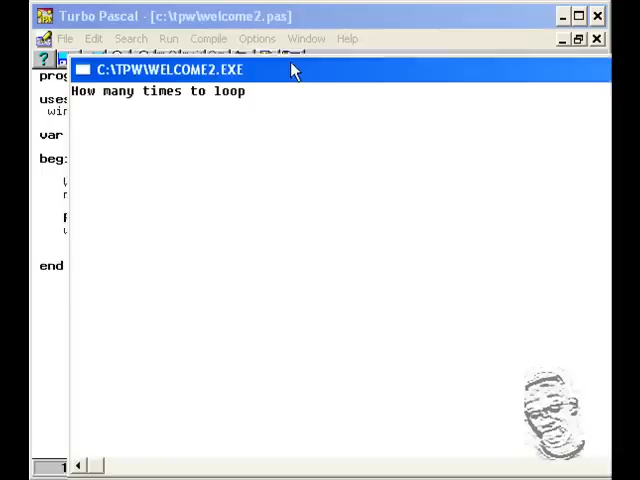 Turbo Pascal - [c:\tpw\welcome2.pas]
File Edit Search Run Compile Options Window Help
C:\TPW\WELCOME2.EXE
How many times to loop
prog
uses
win
var
beg
end